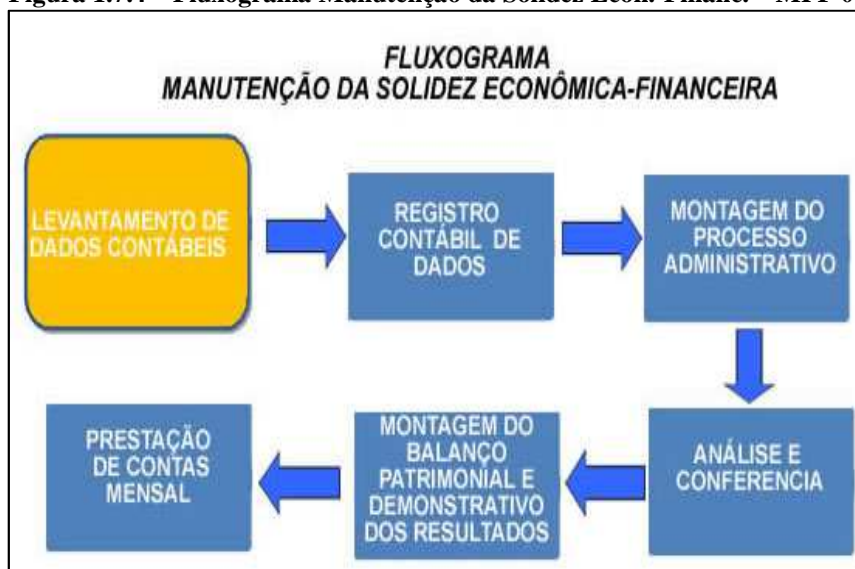 FLUXOGRAMA
MANUTENÇÃO DA SOLIDEZ ECONÔMICA-FINANCEIRA
LEVANTAMENTO DE
DADOS CONTÁBEIS
REGISTRO
CONTÁBIL DE
DADOS
MONTAGEM DO
PROCESSO
ADMINISTRATIVO
ANÁLISE E
CONFERENCIA
MONTAGEM DO
BALANÇO
PATRIMONIAL E
DEMONSTRATIVO
DOS RESULTADOS
PRESTAÇÃO
DE CONTAS
MENSAL